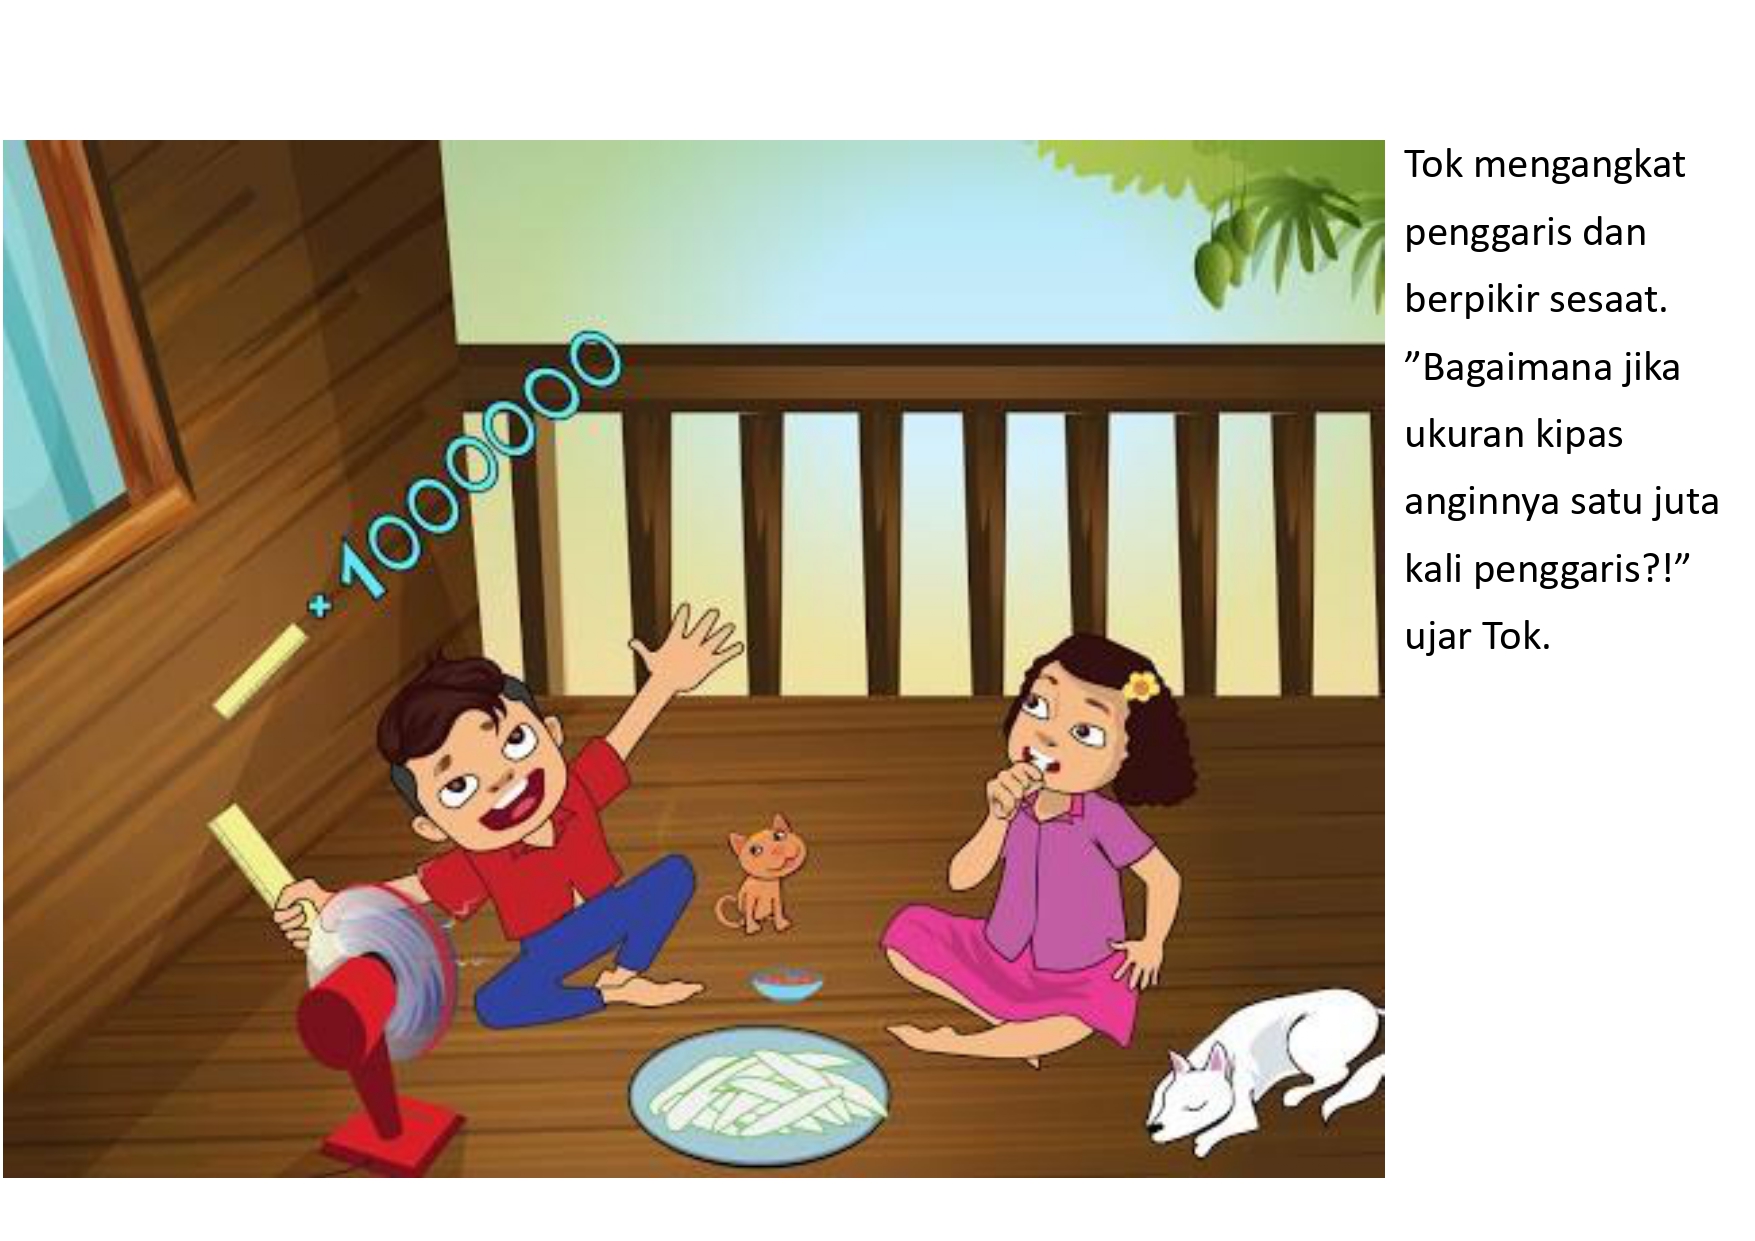 + 1000000
Tok mengangkat
penggaris dan
berpikir sesaat.
”Bagaimana jika
ukuran kipas
anginnya satu juta
kali penggaris?!”
ujar Tok.